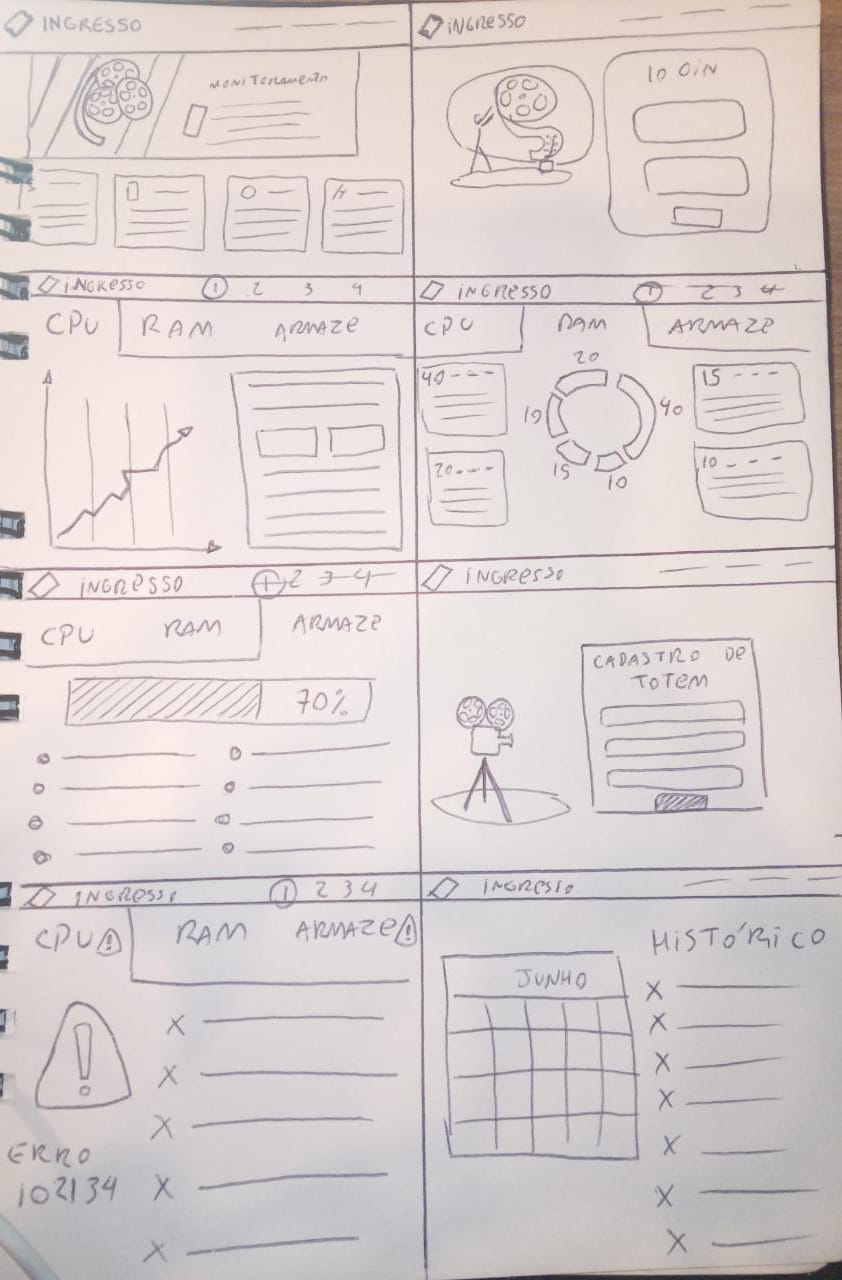 INGRESSO
MONITORAMENTO
INGRESSO
LOGIN
INGRESSO 1 2 3 4
CPU RAM ARMAZE
INGRESSO 1 2 3 4
CPU RAM ARMAZE
20
40
15
19
40
20
15
10
10
INGRESSO 1 2 3 4
CPU RAM ARMAZE
70%
INGRESSO
CADASTRO DE
TOTEM
INGRESSO 1 2 3 4
CPU RAM ARMAZE
ERRO
102134
INGRESSO
HISTÓRICO
JUNHO